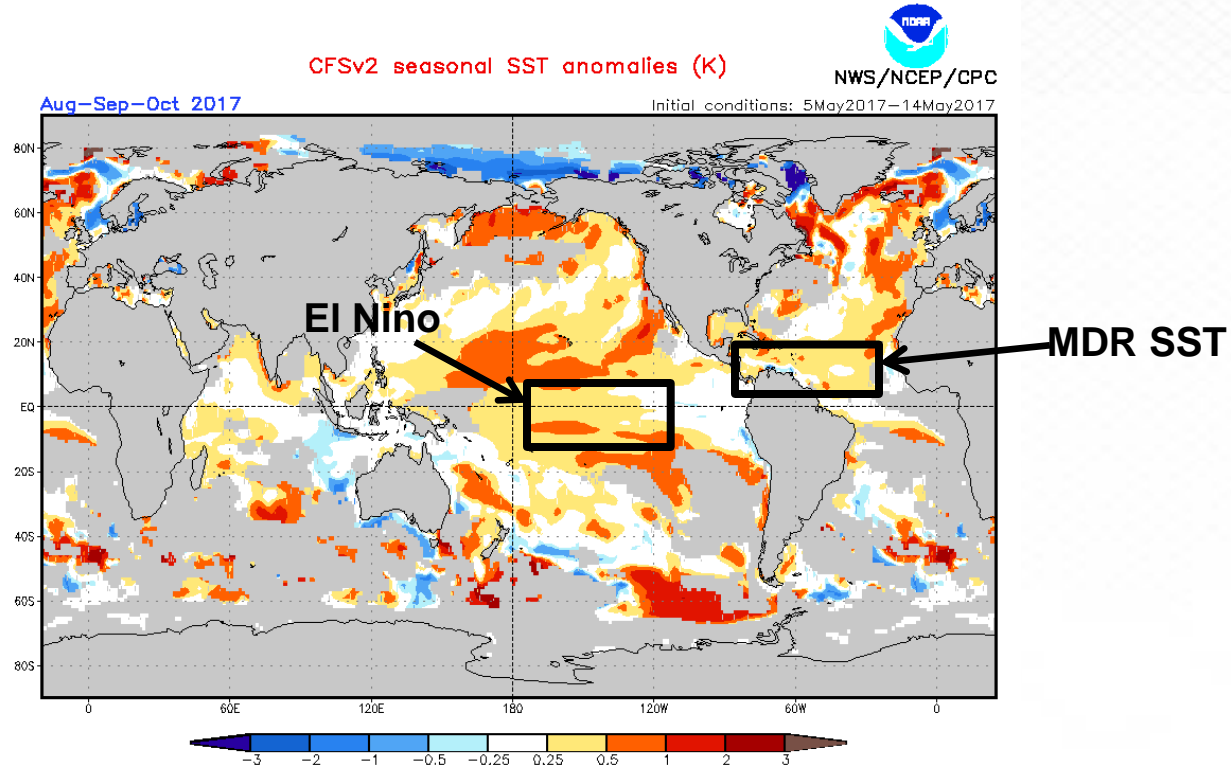 NOAA
CFSv2 seasonal SST anomalies (K)
NWS/NCEP/CPC
Aug-Sep-Oct 2017
Initial conditions: 5May2017-14May2017
80N
60N
40N
El Nino
20N
MDR SST
EQ
20S
40S
60S
80S
0 60E 120E 180 120W 60W 0
-3 -2 -1 -0.5 -0.25 0.25 0.5 1 2 3